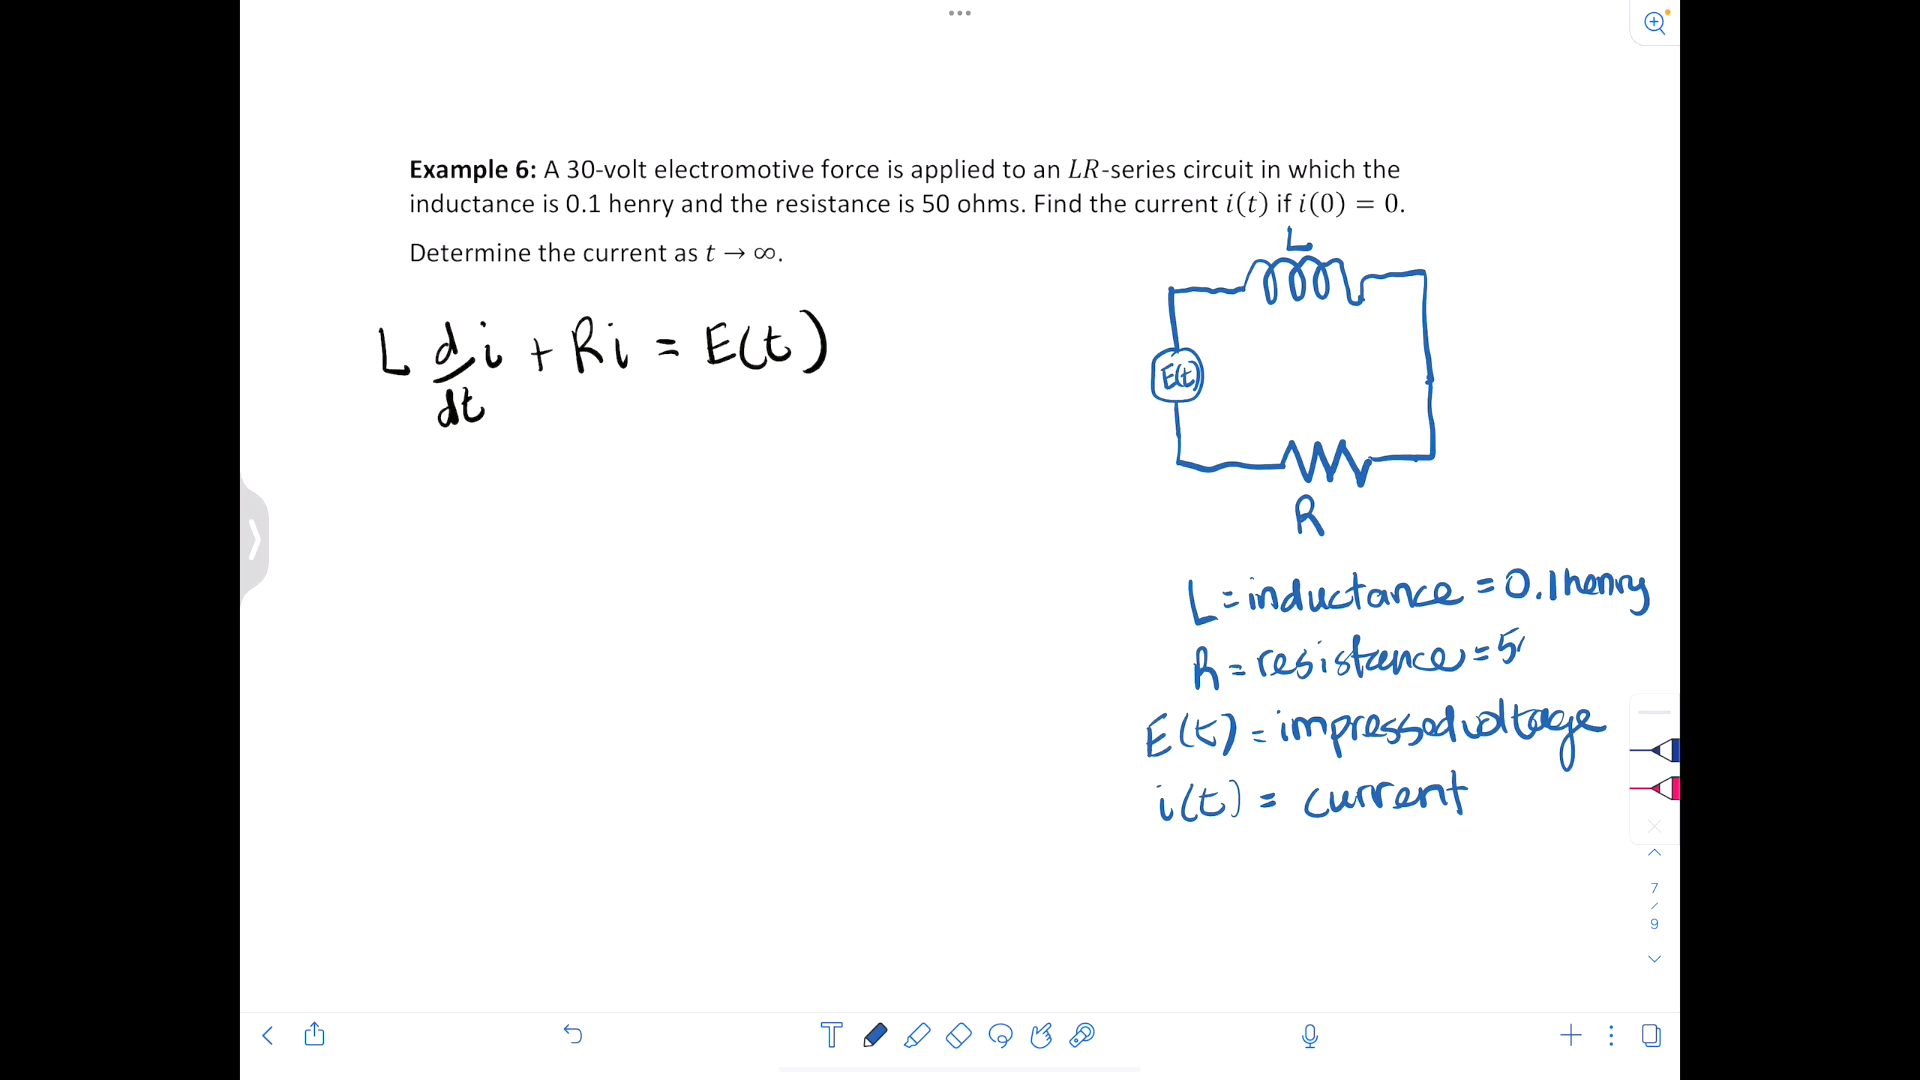 Example 6: A 30-volt electromotive force is applied to an LR-series circuit in which the
inductance is 0.1 henry and the resistance is 50 ohms. Find the current i(t) if i(0) = 0.
Determine the current as t → ∞.
L di/dt + Ri = E(t)
L
E(t)
R
L = inductance = 0.1 henry
R = resistance = 5
E(t) = impressed voltage
i(t) = current
7
/
9
T